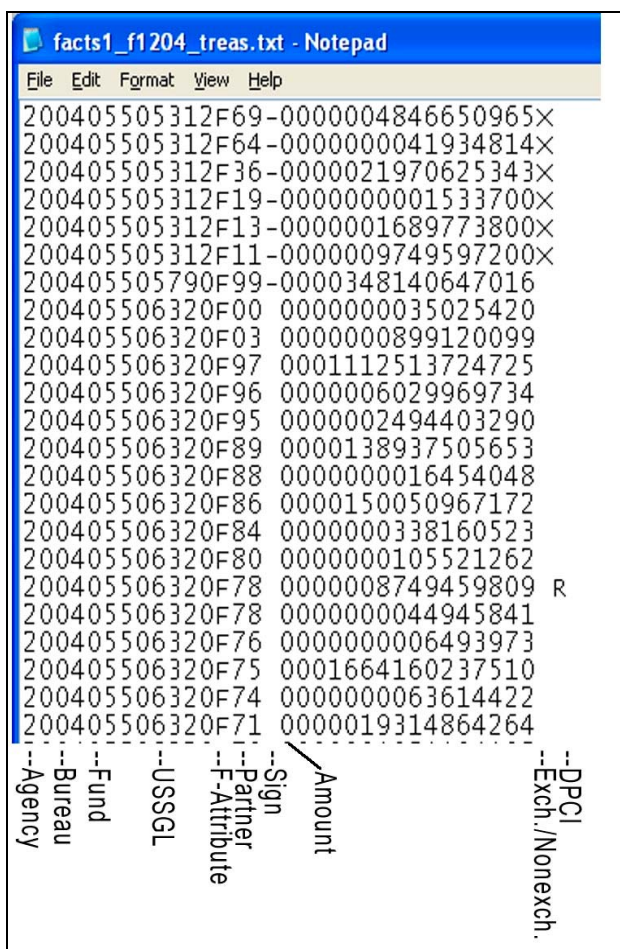 facts1_f1204_treas.txt - Notepad
File Edit Format View Help
200405505312F69-0000004846650965X
200405505312F64-0000000041934814X
200405505312F36-0000021970625343X
200405505312F19-0000000001533700X
200405505312F13-0000001689773800X
200405505312F11-0000009749597200X
200405505790F99-0000348140647016
200405506320F00 0000000035025420
200405506320F03 0000000899120099
200405506320F97 0001112513724725
200405506320F96 0000006029969734
200405506320F95 0000002494403290
200405506320F89 0000138937505653
200405506320F88 0000000016454048
200405506320F86 0000150050967172
200405506320F84 0000000338160523
200405506320F80 0000000105521262
200405506320F78 0000008749459809 R
200405506320F78 0000000044945841
200405506320F76 0000000006493973
200405506320F75 0001664160237510
200405506320F74 0000000063614422
200405506320F71 0000019314864264
--Agency
--Bureau
--Fund
--USSGL
--F-Attribute
--Partner
--Sign
Amount
--Exch./Nonexch.
--DPCI